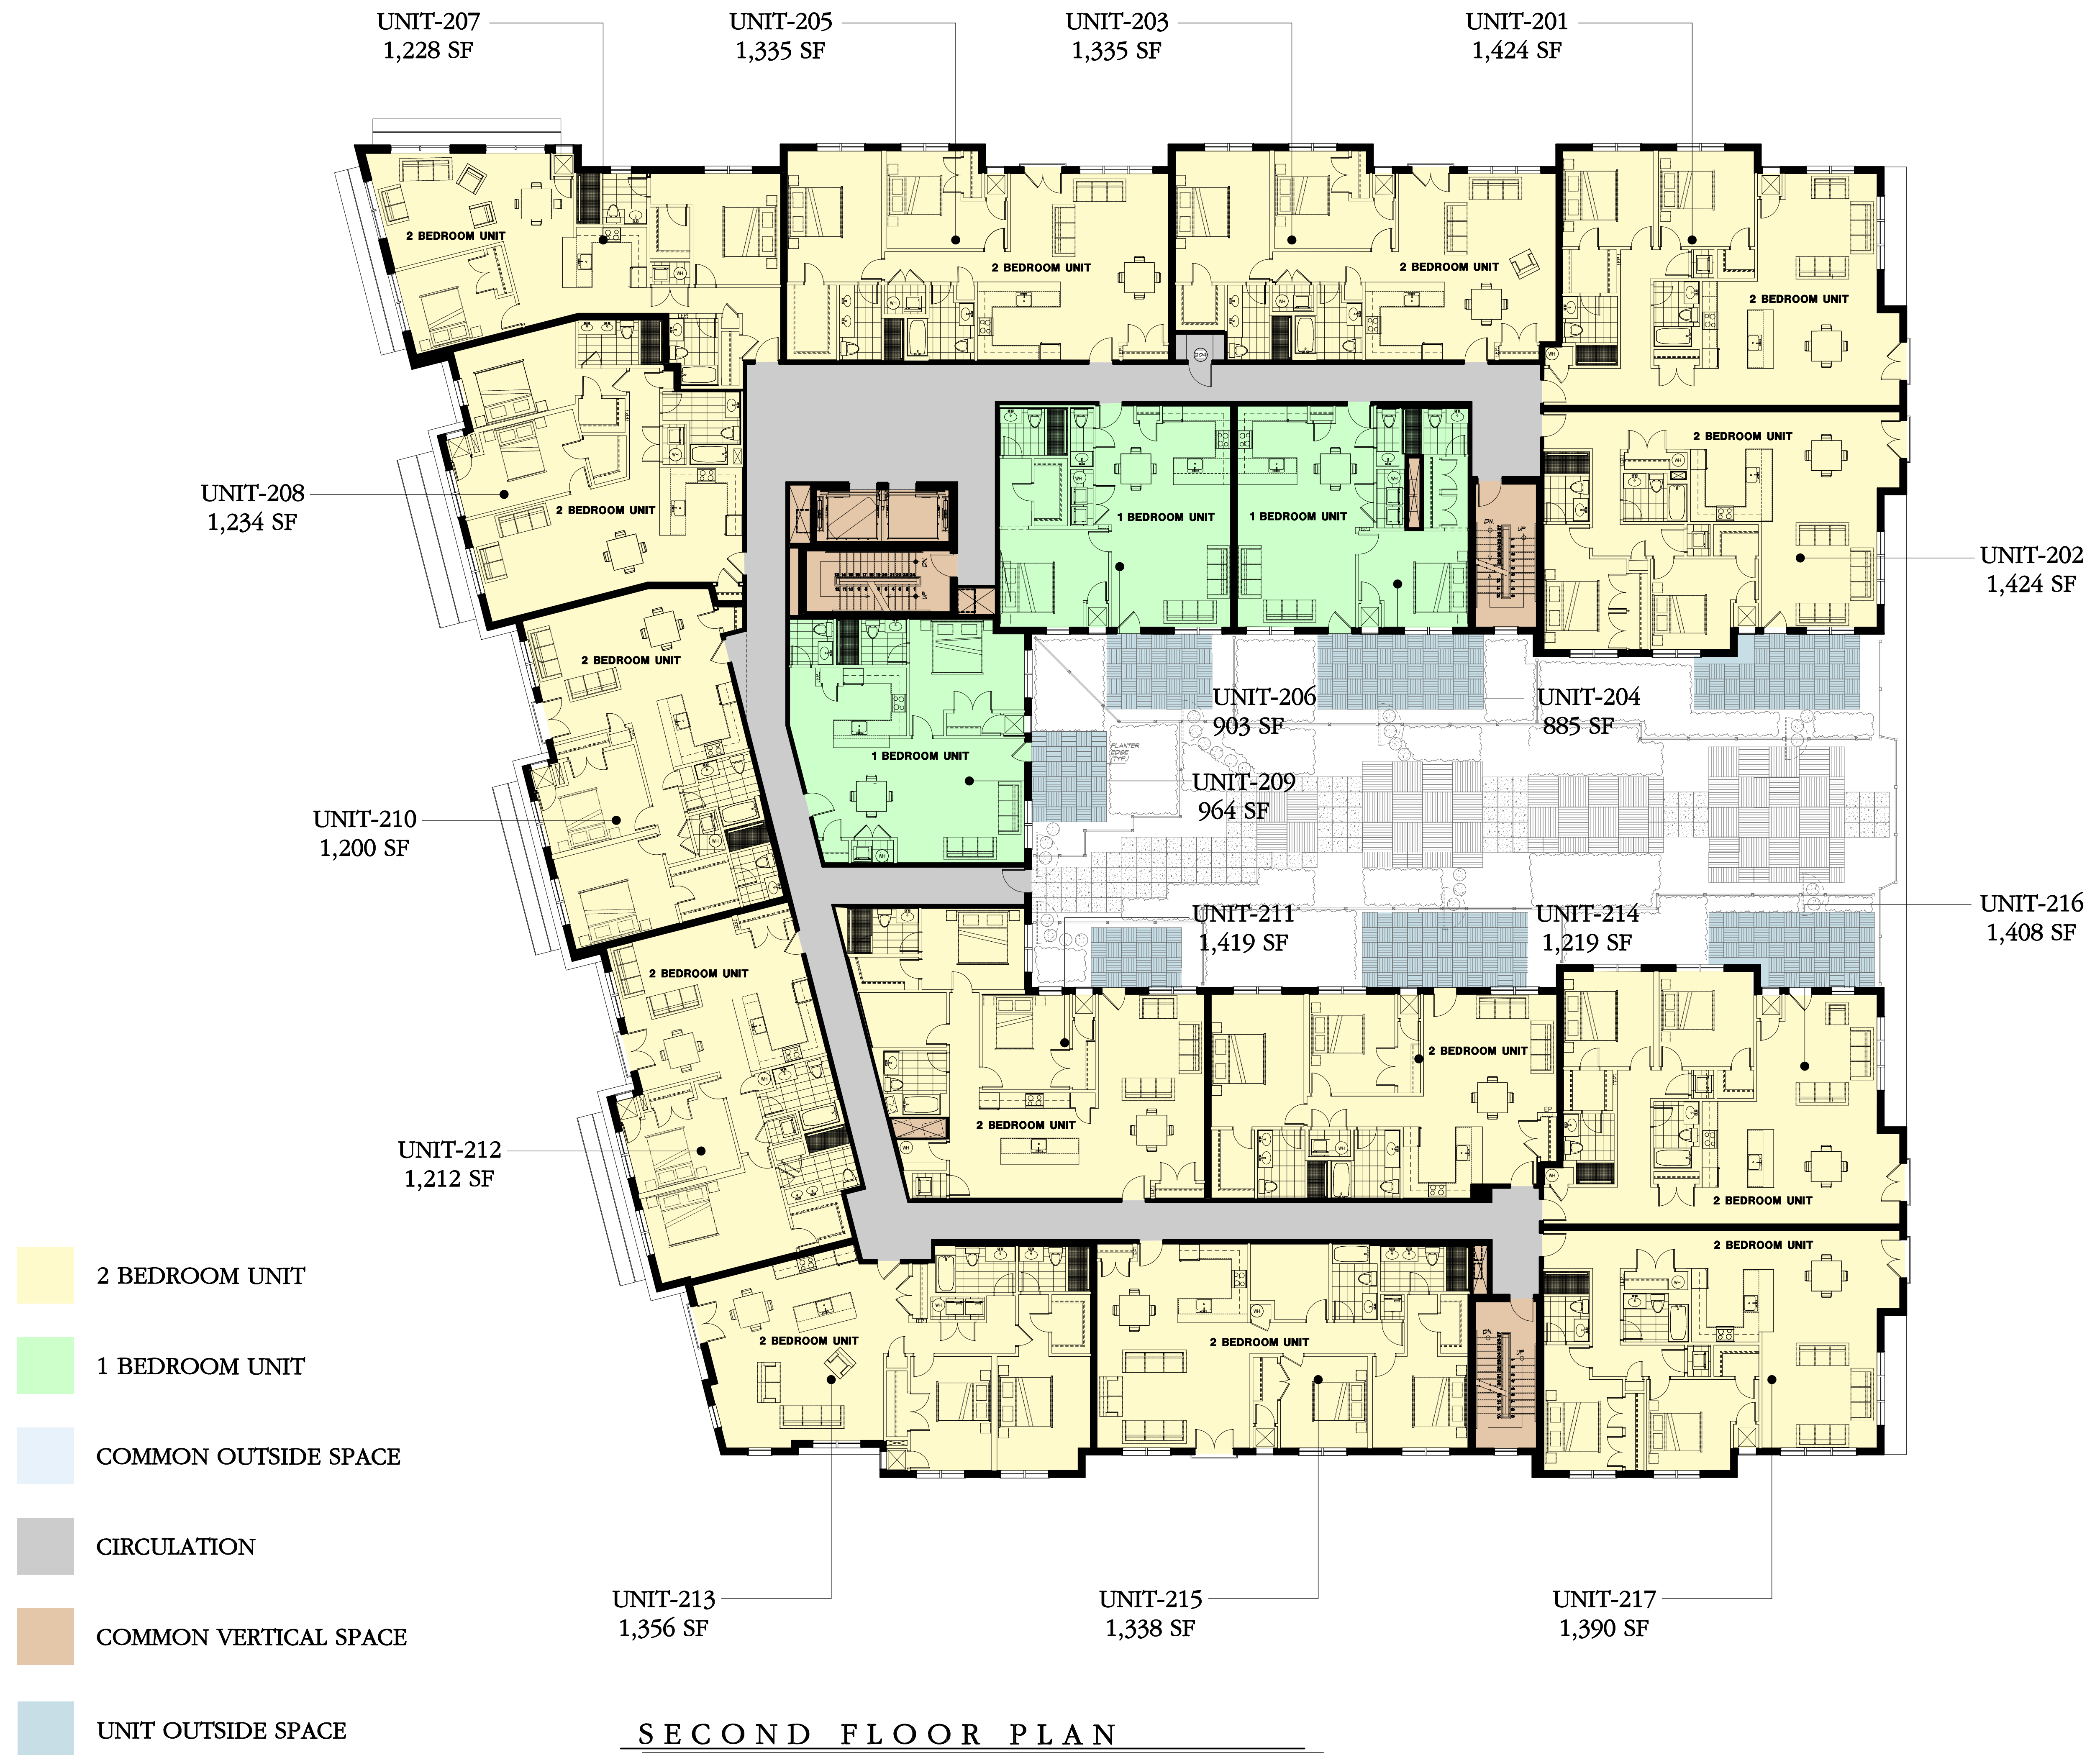 UNIT-207
1,228 SF
UNIT-205
1,335 SF
UNIT-203
1,335 SF
UNIT-201
1,424 SF
2 BEDROOM UNIT
2 BEDROOM UNIT
2 BEDROOM UNIT
2 BEDROOM UNIT
204
2 BEDROOM UNIT
UNIT-208
1,234 SF
2 BEDROOM UNIT
1 BEDROOM UNIT
1 BEDROOM UNIT
DN.
UP
UNIT-202
1,424 SF
2 BEDROOM UNIT
UNIT-206
903 SF
UNIT-204
885 SF
1 BEDROOM UNIT
PLANTER
EDGE
(TYP.)
UNIT-209
964 SF
UNIT-210
1,200 SF
UNIT-211
1,419 SF
UNIT-214
1,219 SF
UNIT-216
1,408 SF
2 BEDROOM UNIT
2 BEDROOM UNIT
2 BEDROOM UNIT
UNIT-212
1,212 SF
2 BEDROOM UNIT
2 BEDROOM UNIT
2 BEDROOM UNIT
2 BEDROOM UNIT
DN.
UP
2 BEDROOM UNIT
1 BEDROOM UNIT
COMMON OUTSIDE SPACE
CIRCULATION
COMMON VERTICAL SPACE
UNIT OUTSIDE SPACE
UNIT-213
1,356 SF
UNIT-215
1,338 SF
UNIT-217
1,390 SF
SECOND FLOOR PLAN